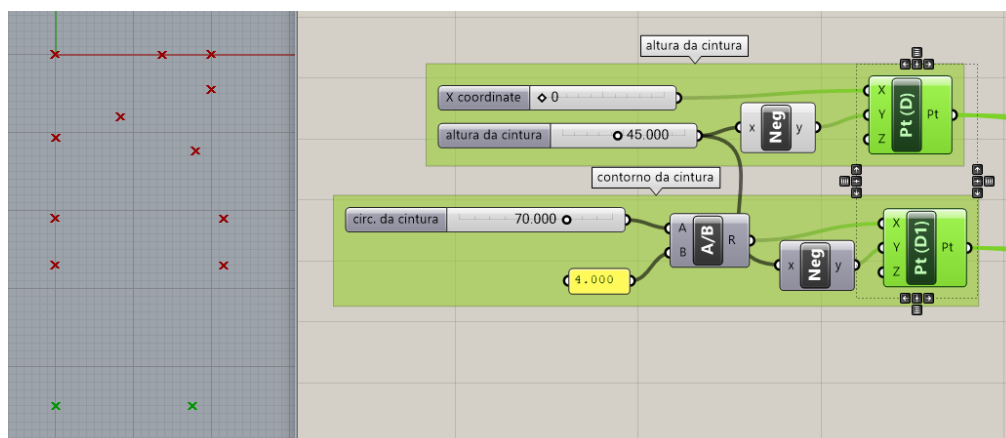 altura da cintura
X coordinate 0
X Y Z Pt (D) Pt
altura da cintura 45.000
x Neg y
contorno da cintura
circ. da cintura 70.000
A B A/B R
X Y Z Pt (D1) Pt
x Neg y
4.000